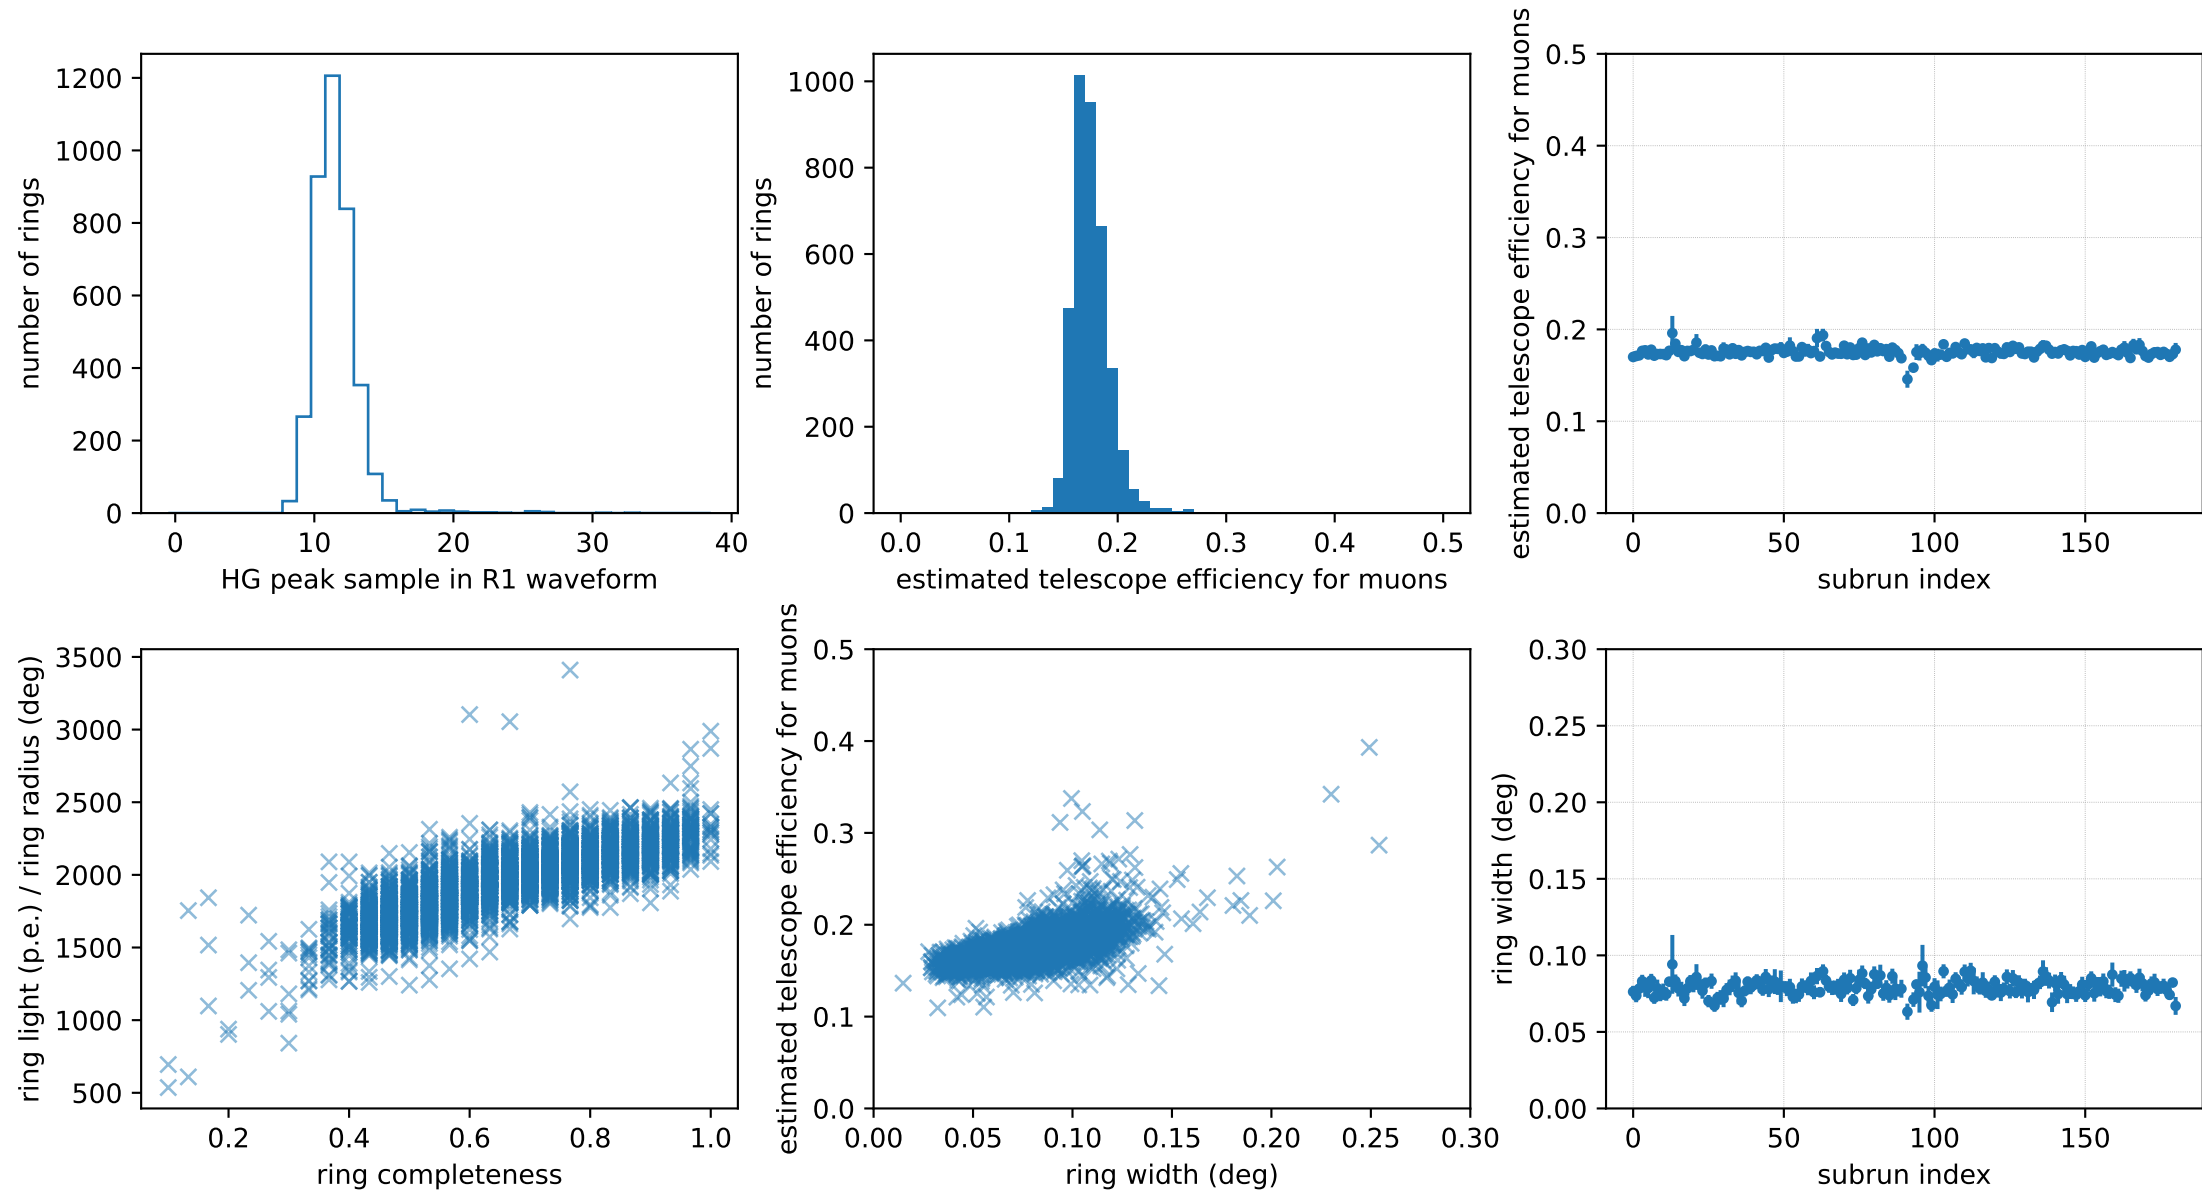 number of rings
1200
1000
800
600
400
200
0
0 10 20 30 40
HG peak sample in R1 waveform
number of rings
1000
800
600
400
200
0
0.0 0.1 0.2 0.3 0.4 0.5
estimated telescope efficiency for muons
estimated telescope efficiency for muons
0.5
0.4
0.3
0.2
0.1
0.0
0 50 100 150
subrun index
ring light (p.e.) / ring radius (deg)
3500
3000
2500
2000
1500
1000
500
0.2 0.4 0.6 0.8 1.0
ring completeness
estimated telescope efficiency for muons
0.5
0.4
0.3
0.2
0.1
0.0
0.00 0.05 0.10 0.15 0.20 0.25 0.30
ring width (deg)
ring width (deg)
0.30
0.25
0.20
0.15
0.10
0.05
0.00
0 50 100 150
subrun index